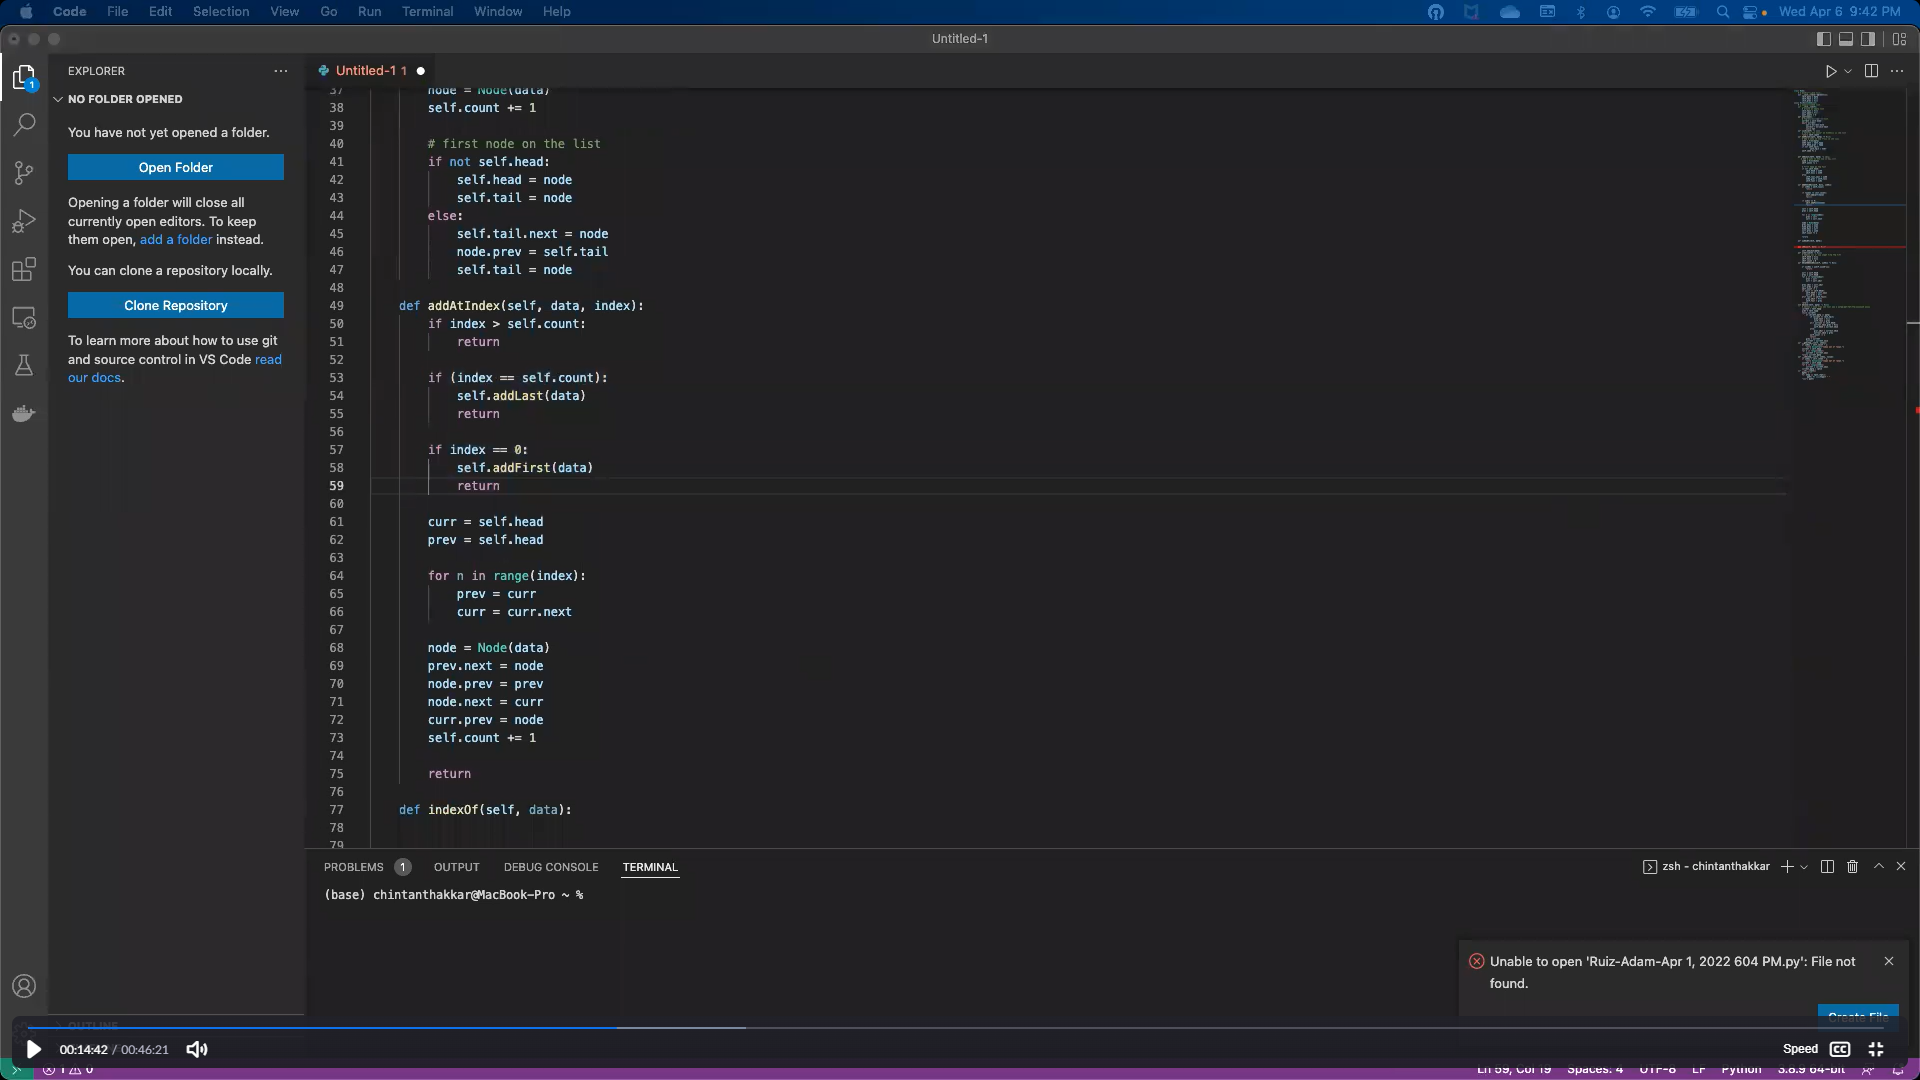 Code File Edit Selection View Go Run Terminal Window Help Wed Apr 6 9:42 PM
Untitled-1
EXPLORER
NO FOLDER OPENED
You have not yet opened a folder.
Open Folder
Opening a folder will close all
currently open editors. To keep
them open, add a folder instead.
You can clone a repository locally.
Clone Repository
To learn more about how to use git
and source control in VS Code read
our docs.
OUTLINE
Untitled-1 1
37 node = Node(data)
38 self.count += 1
39
40 # first node on the list
41 if not self.head:
42 self.head = node
43 self.tail = node
44 else:
45 self.tail.next = node
46 node.prev = self.tail
47 self.tail = node
48
49 def addAtIndex(self, data, index):
50 if index > self.count:
51 return
52
53 if (index == self.count):
54 self.addLast(data)
55 return
56
57 if index == 0:
58 self.addFirst(data)
59 return
60
61 curr = self.head
62 prev = self.head
63
64 for n in range(index):
65 prev = curr
66 curr = curr.next
67
68 node = Node(data)
69 prev.next = node
70 node.prev = prev
71 node.next = curr
72 curr.prev = node
73 self.count += 1
74
75 return
76
77 def indexOf(self, data):
78
79
PROBLEMS 1 OUTPUT DEBUG CONSOLE TERMINAL zsh - chintanthakkar
(base) chintanthakkar@MacBook-Pro ~ %
Unable to open 'Ruiz-Adam-Apr 1, 2022 604 PM.py': File not
found.
Create File
00:14:42 / 00:46:21 Speed CC
1 0 Ln 59, Col 19 Spaces: 4 UTF-8 LF Python 3.8.9 64-bit